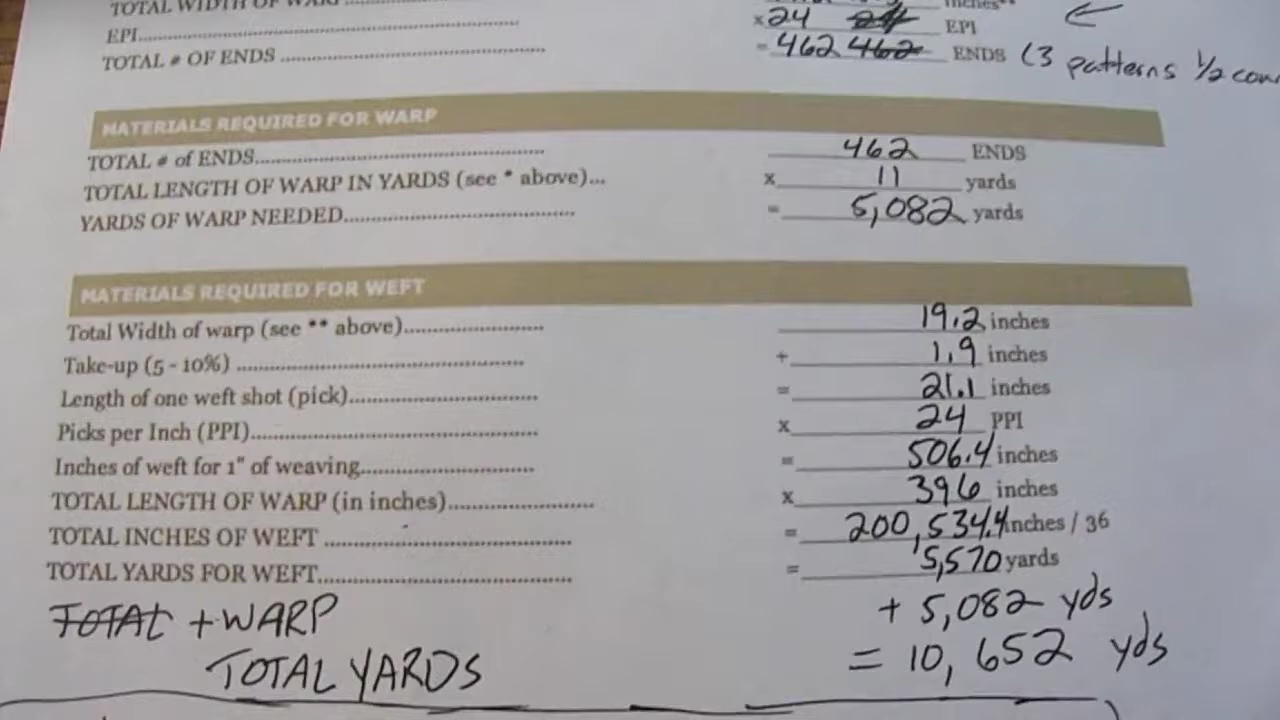 TOTAL WIDTH OF WARP .................... inches**
EPI.................... x 24 24 EPI
TOTAL # OF ENDS .................... = 462 462 ENDS (3 patterns 1/2
MATERIALS REQUIRED FOR WARP
TOTAL # of ENDS.................... 462 ENDS
TOTAL LENGTH OF WARP IN YARDS (see * above)... x 11 yards
YARDS OF WARP NEEDED.................... = 5,082 yards
MATERIALS REQUIRED FOR WEFT
Total Width of warp (see ** above).................... 19.2 inches
Take-up (5 - 10%) .................... + 1.9 inches
Length of one weft shot (pick).................... = 21.1 inches
Picks per Inch (PPI).................... x 24 PPI
Inches of weft for 1" of weaving.................... = 506.4 inches
TOTAL LENGTH OF WARP (in inches).................... x 396 inches
TOTAL INCHES OF WEFT .................... = 200,534.4 inches / 36
TOTAL YARDS FOR WEFT.................... = 5,570 yards
TOTAL + WARP + 5,082 yds
TOTAL YARDS = 10,652 yds